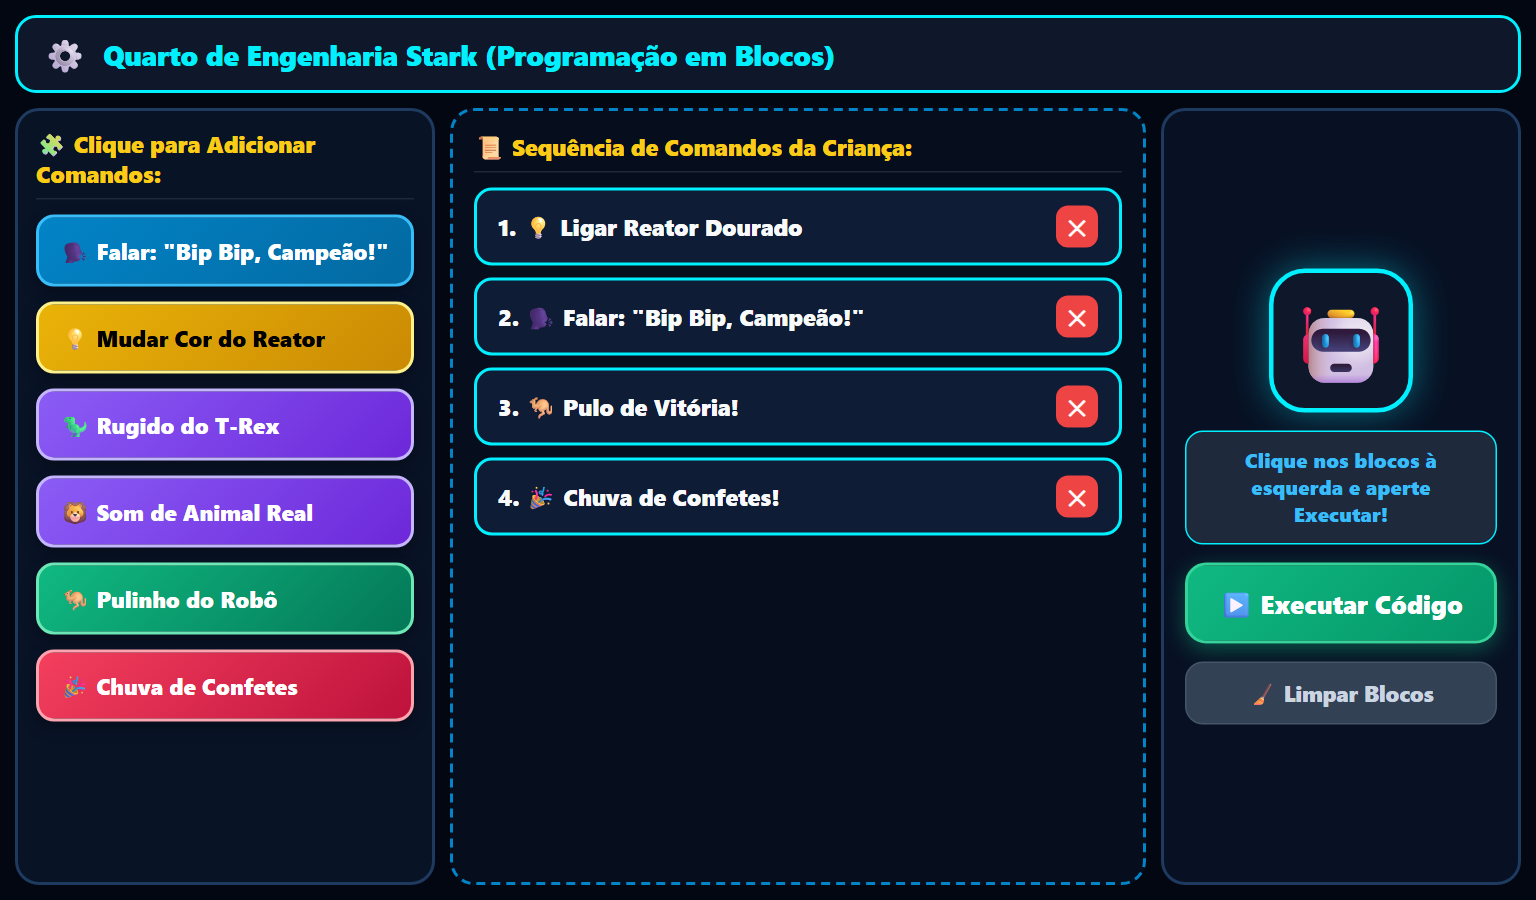 Quarto de Engenharia Stark (Programação em Blocos)
Clique para Adicionar
Comandos:
Falar: "Bip Bip, Campeão!"
Mudar Cor do Reator
Rugido do T-Rex
Som de Animal Real
Pulinho do Robô
Chuva de Confetes
Sequência de Comandos da Criança:
1. Ligar Reator Dourado
2. Falar: "Bip Bip, Campeão!"
3. Pulo de Vitória!
4. Chuva de Confetes!
Clique nos blocos à
esquerda e aperte
Executar!
Executar Código
Limpar Blocos